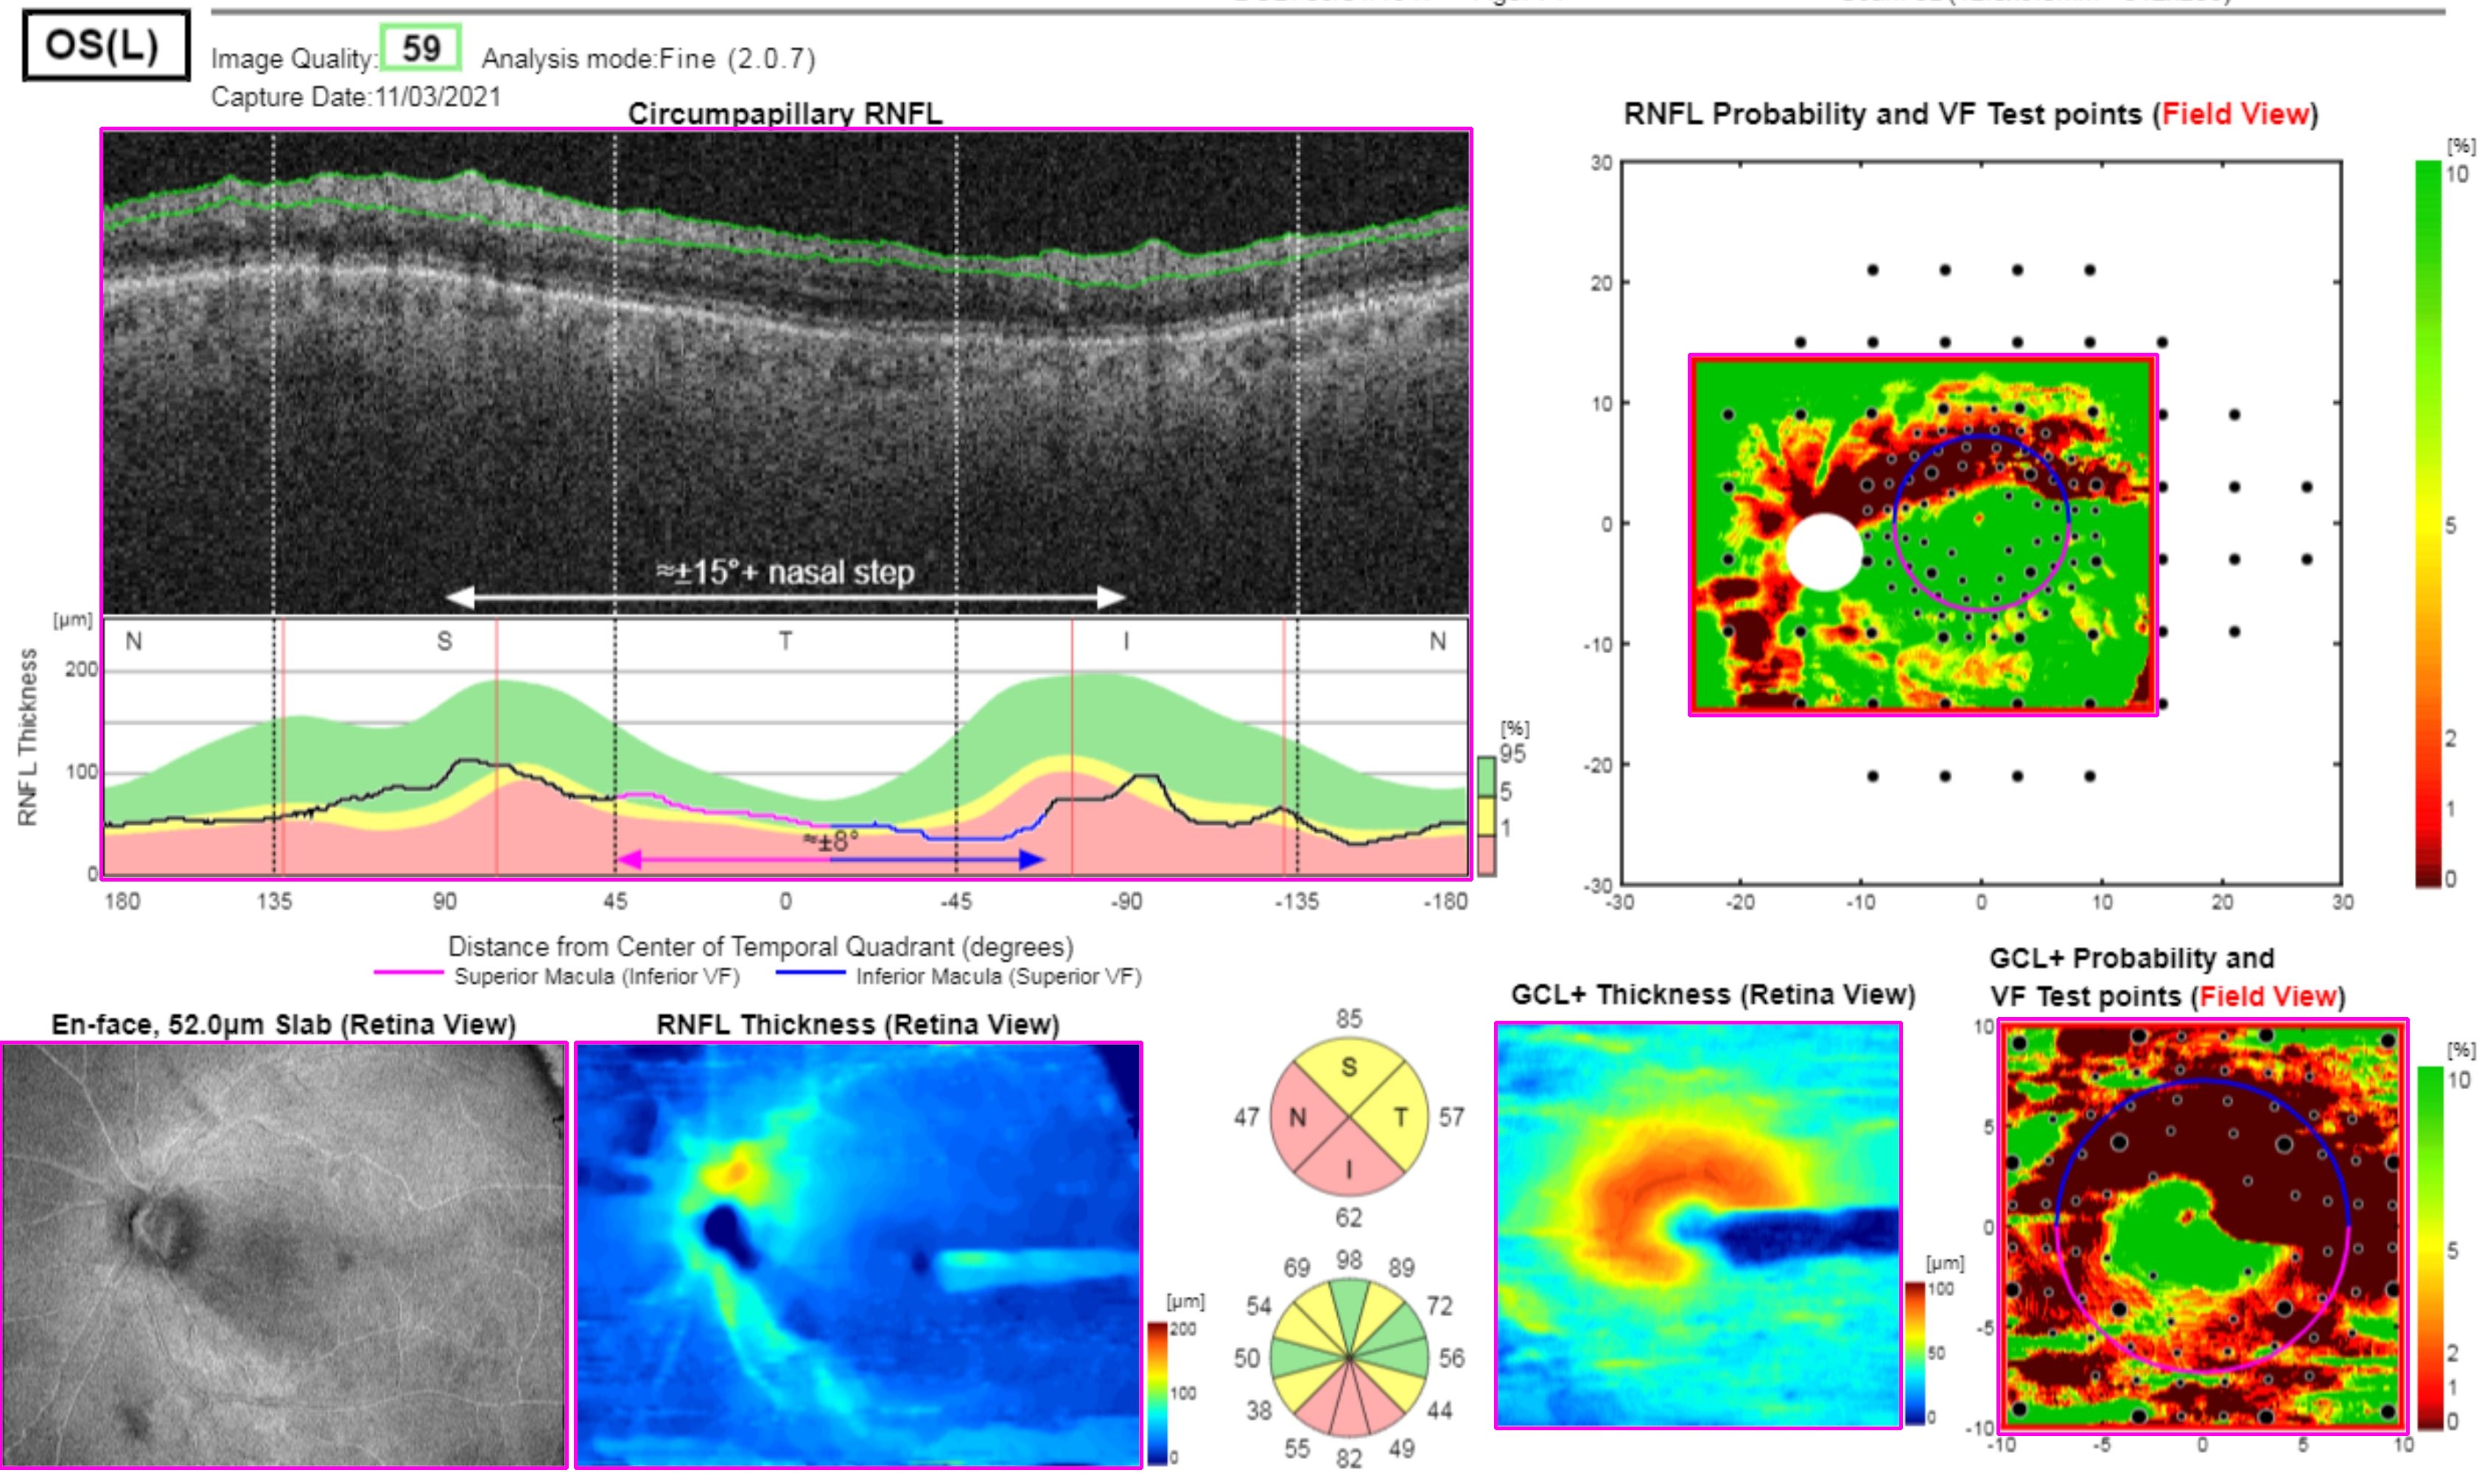 OS(L)
Image Quality: 59 Analysis mode:Fine (2.0.7)
Capture Date:11/03/2021
Circumpapillary RNFL
RNFL Probability and VF Test points (Field View)
≈±15°+ nasal step
[µm]
N S T I N
200
100
0
RNFL Thickness
≈±8°
[%]
95
5
1
180 135 90 45 0 -45 -90 -135 -180
Distance from Center of Temporal Quadrant (degrees)
Superior Macula (Inferior VF) Inferior Macula (Superior VF)
30
20
10
0
-10
-20
-30
-30 -20 -10 0 10 20 30
[%]
10
5
2
1
0
En-face, 52.0µm Slab (Retina View)
RNFL Thickness (Retina View)
[µm]
200
100
0
85
S
47 N T 57
I
62
98
69 89
54 72
50 56
38 44
55 49
82
GCL+ Thickness (Retina View)
[µm]
100
50
0
GCL+ Probability and
VF Test points (Field View)
10
5
0
-5
-10
-10 -5 0 5 10
[%]
10
5
2
1
0